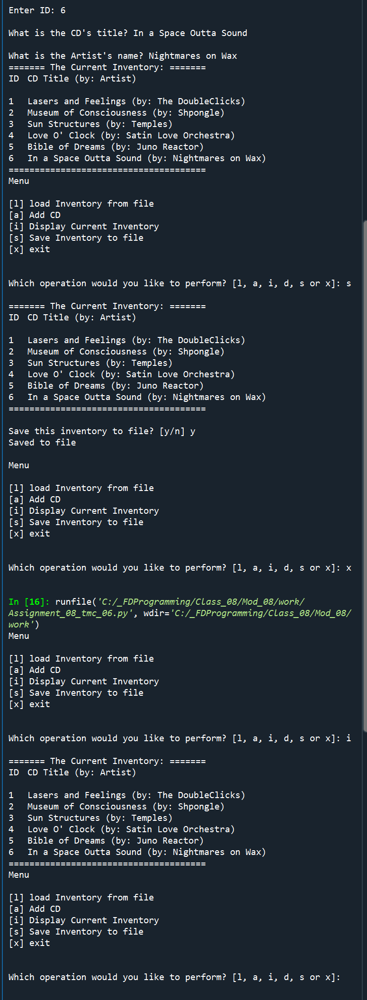 Enter ID: 6
What is the CD's title? In a Space Outta Sound
What is the Artist's name? Nightmares on Wax
======= The Current Inventory: =======
ID  CD Title (by: Artist)
1   Lasers and Feelings (by: The DoubleClicks)
2   Museum of Consciousness (by: Shpongle)
3   Sun Structures (by: Temples)
4   Love O' Clock (by: Satin Love Orchestra)
5   Bible of Dreams (by: Juno Reactor)
6   In a Space Outta Sound (by: Nightmares on Wax)
======================================
Menu
[l] load Inventory from file
[a] Add CD
[i] Display Current Inventory
[s] Save Inventory to file
[x] exit
Which operation would you like to perform? [l, a, i, d, s or x]: s
======= The Current Inventory: =======
ID  CD Title (by: Artist)
1   Lasers and Feelings (by: The DoubleClicks)
2   Museum of Consciousness (by: Shpongle)
3   Sun Structures (by: Temples)
4   Love O' Clock (by: Satin Love Orchestra)
5   Bible of Dreams (by: Juno Reactor)
6   In a Space Outta Sound (by: Nightmares on Wax)
======================================
Save this inventory to file? [y/n] y
Saved to file
Menu
[l] load Inventory from file
[a] Add CD
[i] Display Current Inventory
[s] Save Inventory to file
[x] exit
Which operation would you like to perform? [l, a, i, d, s or x]: x
In [16]: runfile('C:/_FDProgramming/Class_08/Mod_08/work/
Assignment_08_tmc_06.py', wdir='C:/_FDProgramming/Class_08/Mod_08/
work')
Menu
[l] load Inventory from file
[a] Add CD
[i] Display Current Inventory
[s] Save Inventory to file
[x] exit
Which operation would you like to perform? [l, a, i, d, s or x]: i
======= The Current Inventory: =======
ID  CD Title (by: Artist)
1   Lasers and Feelings (by: The DoubleClicks)
2   Museum of Consciousness (by: Shpongle)
3   Sun Structures (by: Temples)
4   Love O' Clock (by: Satin Love Orchestra)
5   Bible of Dreams (by: Juno Reactor)
6   In a Space Outta Sound (by: Nightmares on Wax)
======================================
Menu
[l] load Inventory from file
[a] Add CD
[i] Display Current Inventory
[s] Save Inventory to file
[x] exit
Which operation would you like to perform? [l, a, i, d, s or x]: